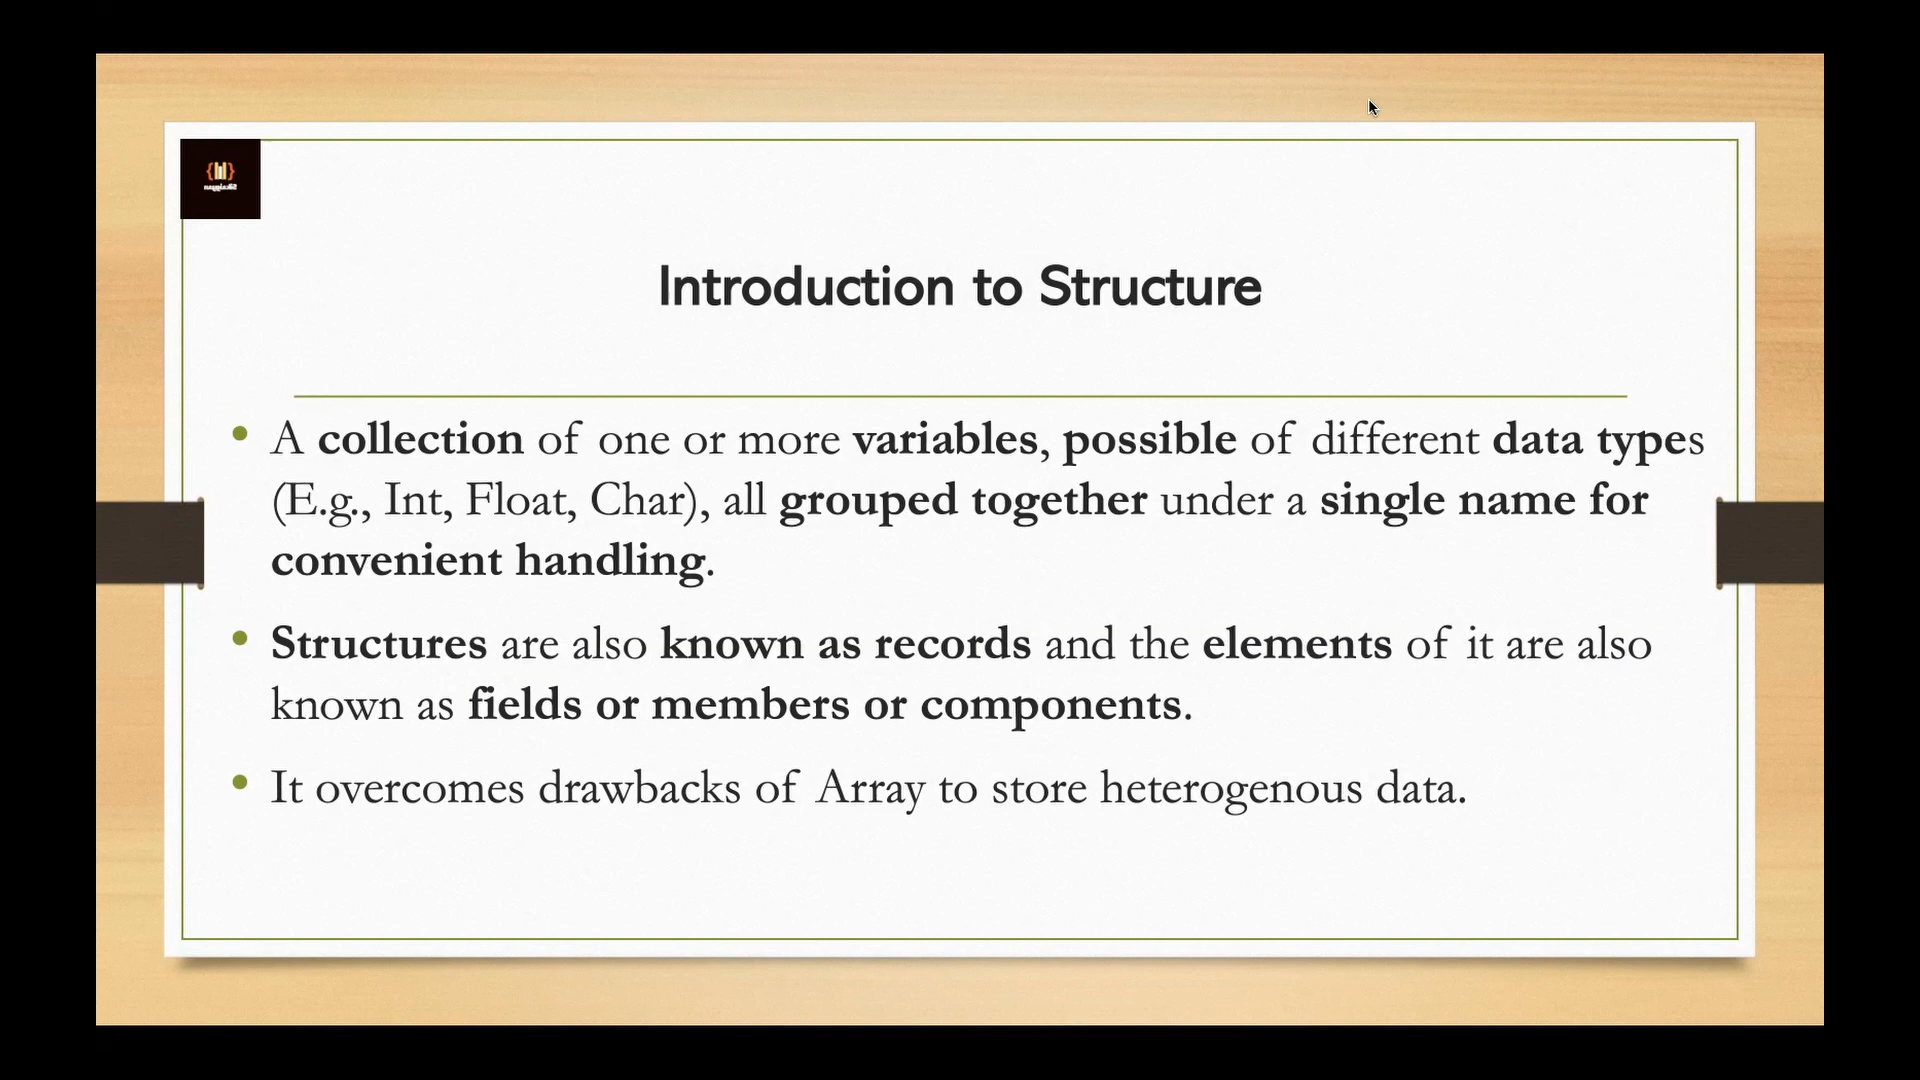 Introduction to Structure
A collection of one or more variables, possible of different data types
(E.g., Int, Float, Char), all grouped together under a single name for
convenient handling.
Structures are also known as records and the elements of it are also
known as fields or members or components.
It overcomes drawbacks of Array to store heterogenous data.